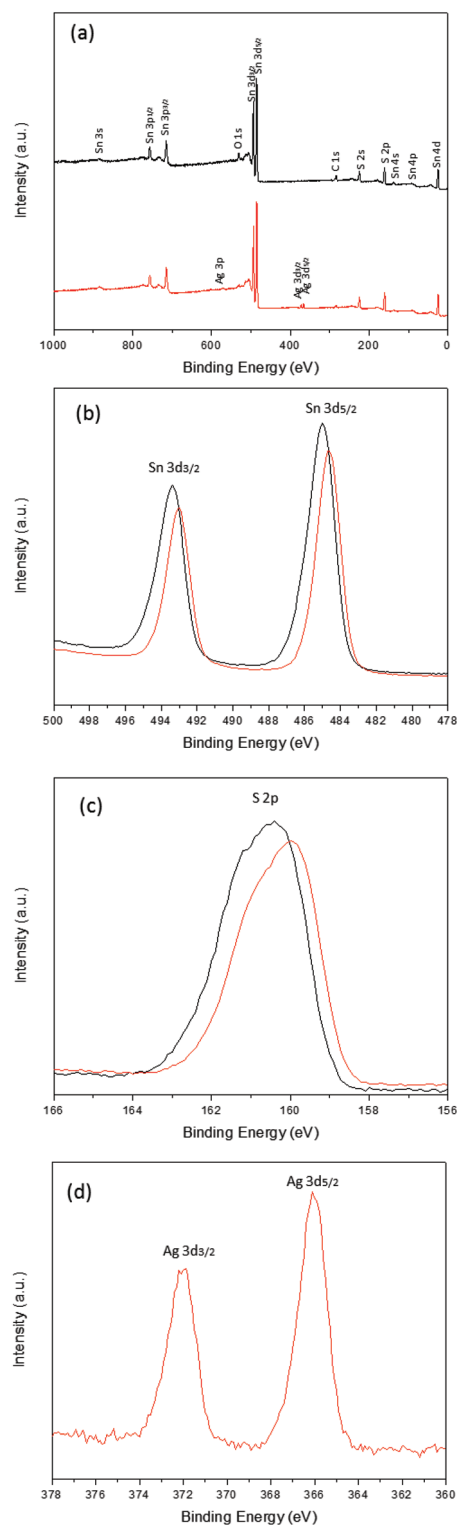 (a)
Sn 3s
Sn 3p1/2
Sn 3p3/2
O 1s
Sn 3d3/2
Sn 3d5/2
C 1s
S 2s
S 2p
Sn 4s
Sn 4p
Sn 4d
Ag 3p
Ag 3d3/2
Ag 3d5/2
Intensity (a.u.)
1000 800 600 400 200 0
Binding Energy (eV)
(b)
Sn 3d5/2
Sn 3d3/2
Intensity (a.u.)
500 498 496 494 492 490 488 486 484 482 480 478
Binding Energy (eV)
(c)
S 2p
Intensity (a.u.)
166 164 162 160 158 156
Binding Energy (eV)
(d)
Ag 3d5/2
Ag 3d3/2
Intensity (a.u.)
378 376 374 372 370 368 366 364 362 360
Binding Energy (eV)